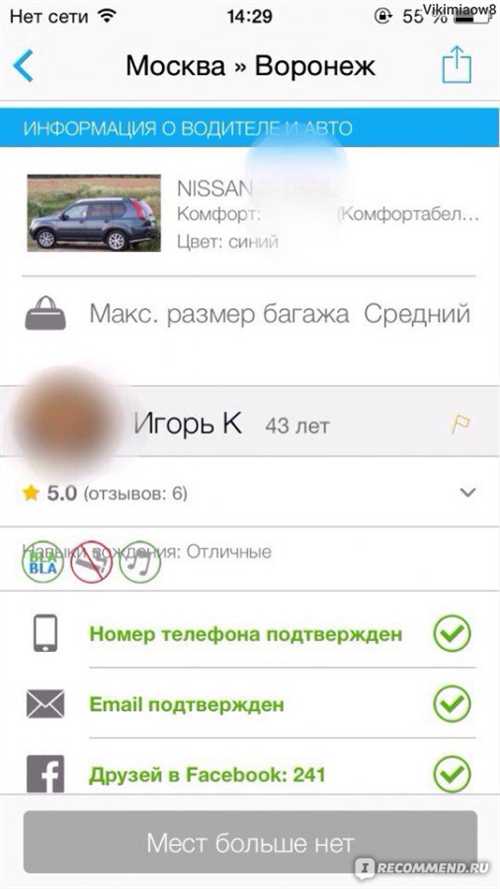 Нет сети 14:29 55 % Vikimiaow8
Москва » Воронеж
ИНФОРМАЦИЯ О ВОДИТЕЛЕ И АВТО
NISSAN
Комфорт: (Комфортабел...
Цвет: синий
Макс. размер багажа Средний
Игорь К 43 лет
5.0 (отзывов: 6)
Навыки вождения: Отличные
BLA
BLA
Номер телефона подтвержден
Email подтвержден
Друзей в Facebook: 241
Мест больше нет
I RECOMMEND.RU